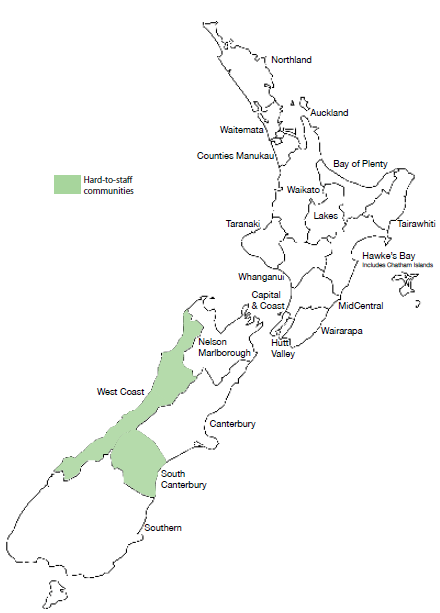 Northland
Auckland
Waitemata
Counties Manukau
Bay of Plenty
Hard-to-staff
communities
Waikato
Lakes
Taranaki
Tairawhiti
Hawke's Bay
Includes Chatham Islands
Whanganui
Capital
& Coast
MidCentral
Wairarapa
Hutt
Valley
Nelson
Marlborough
West Coast
Canterbury
South
Canterbury
Southern